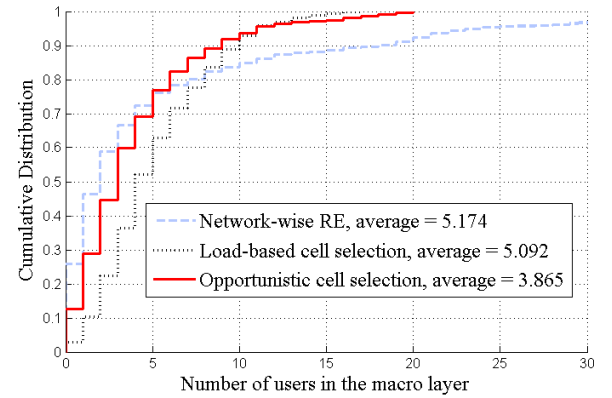 1
0.9
0.8
0.7
0.6
0.5
0.4
0.3
0.2
0.1
0
Cumulative Distribution
Network-wise RE, average = 5.174
Load-based cell selection, average = 5.092
Opportunistic cell selection, average = 3.865
0 5 10 15 20 25 30
Number of users in the macro layer